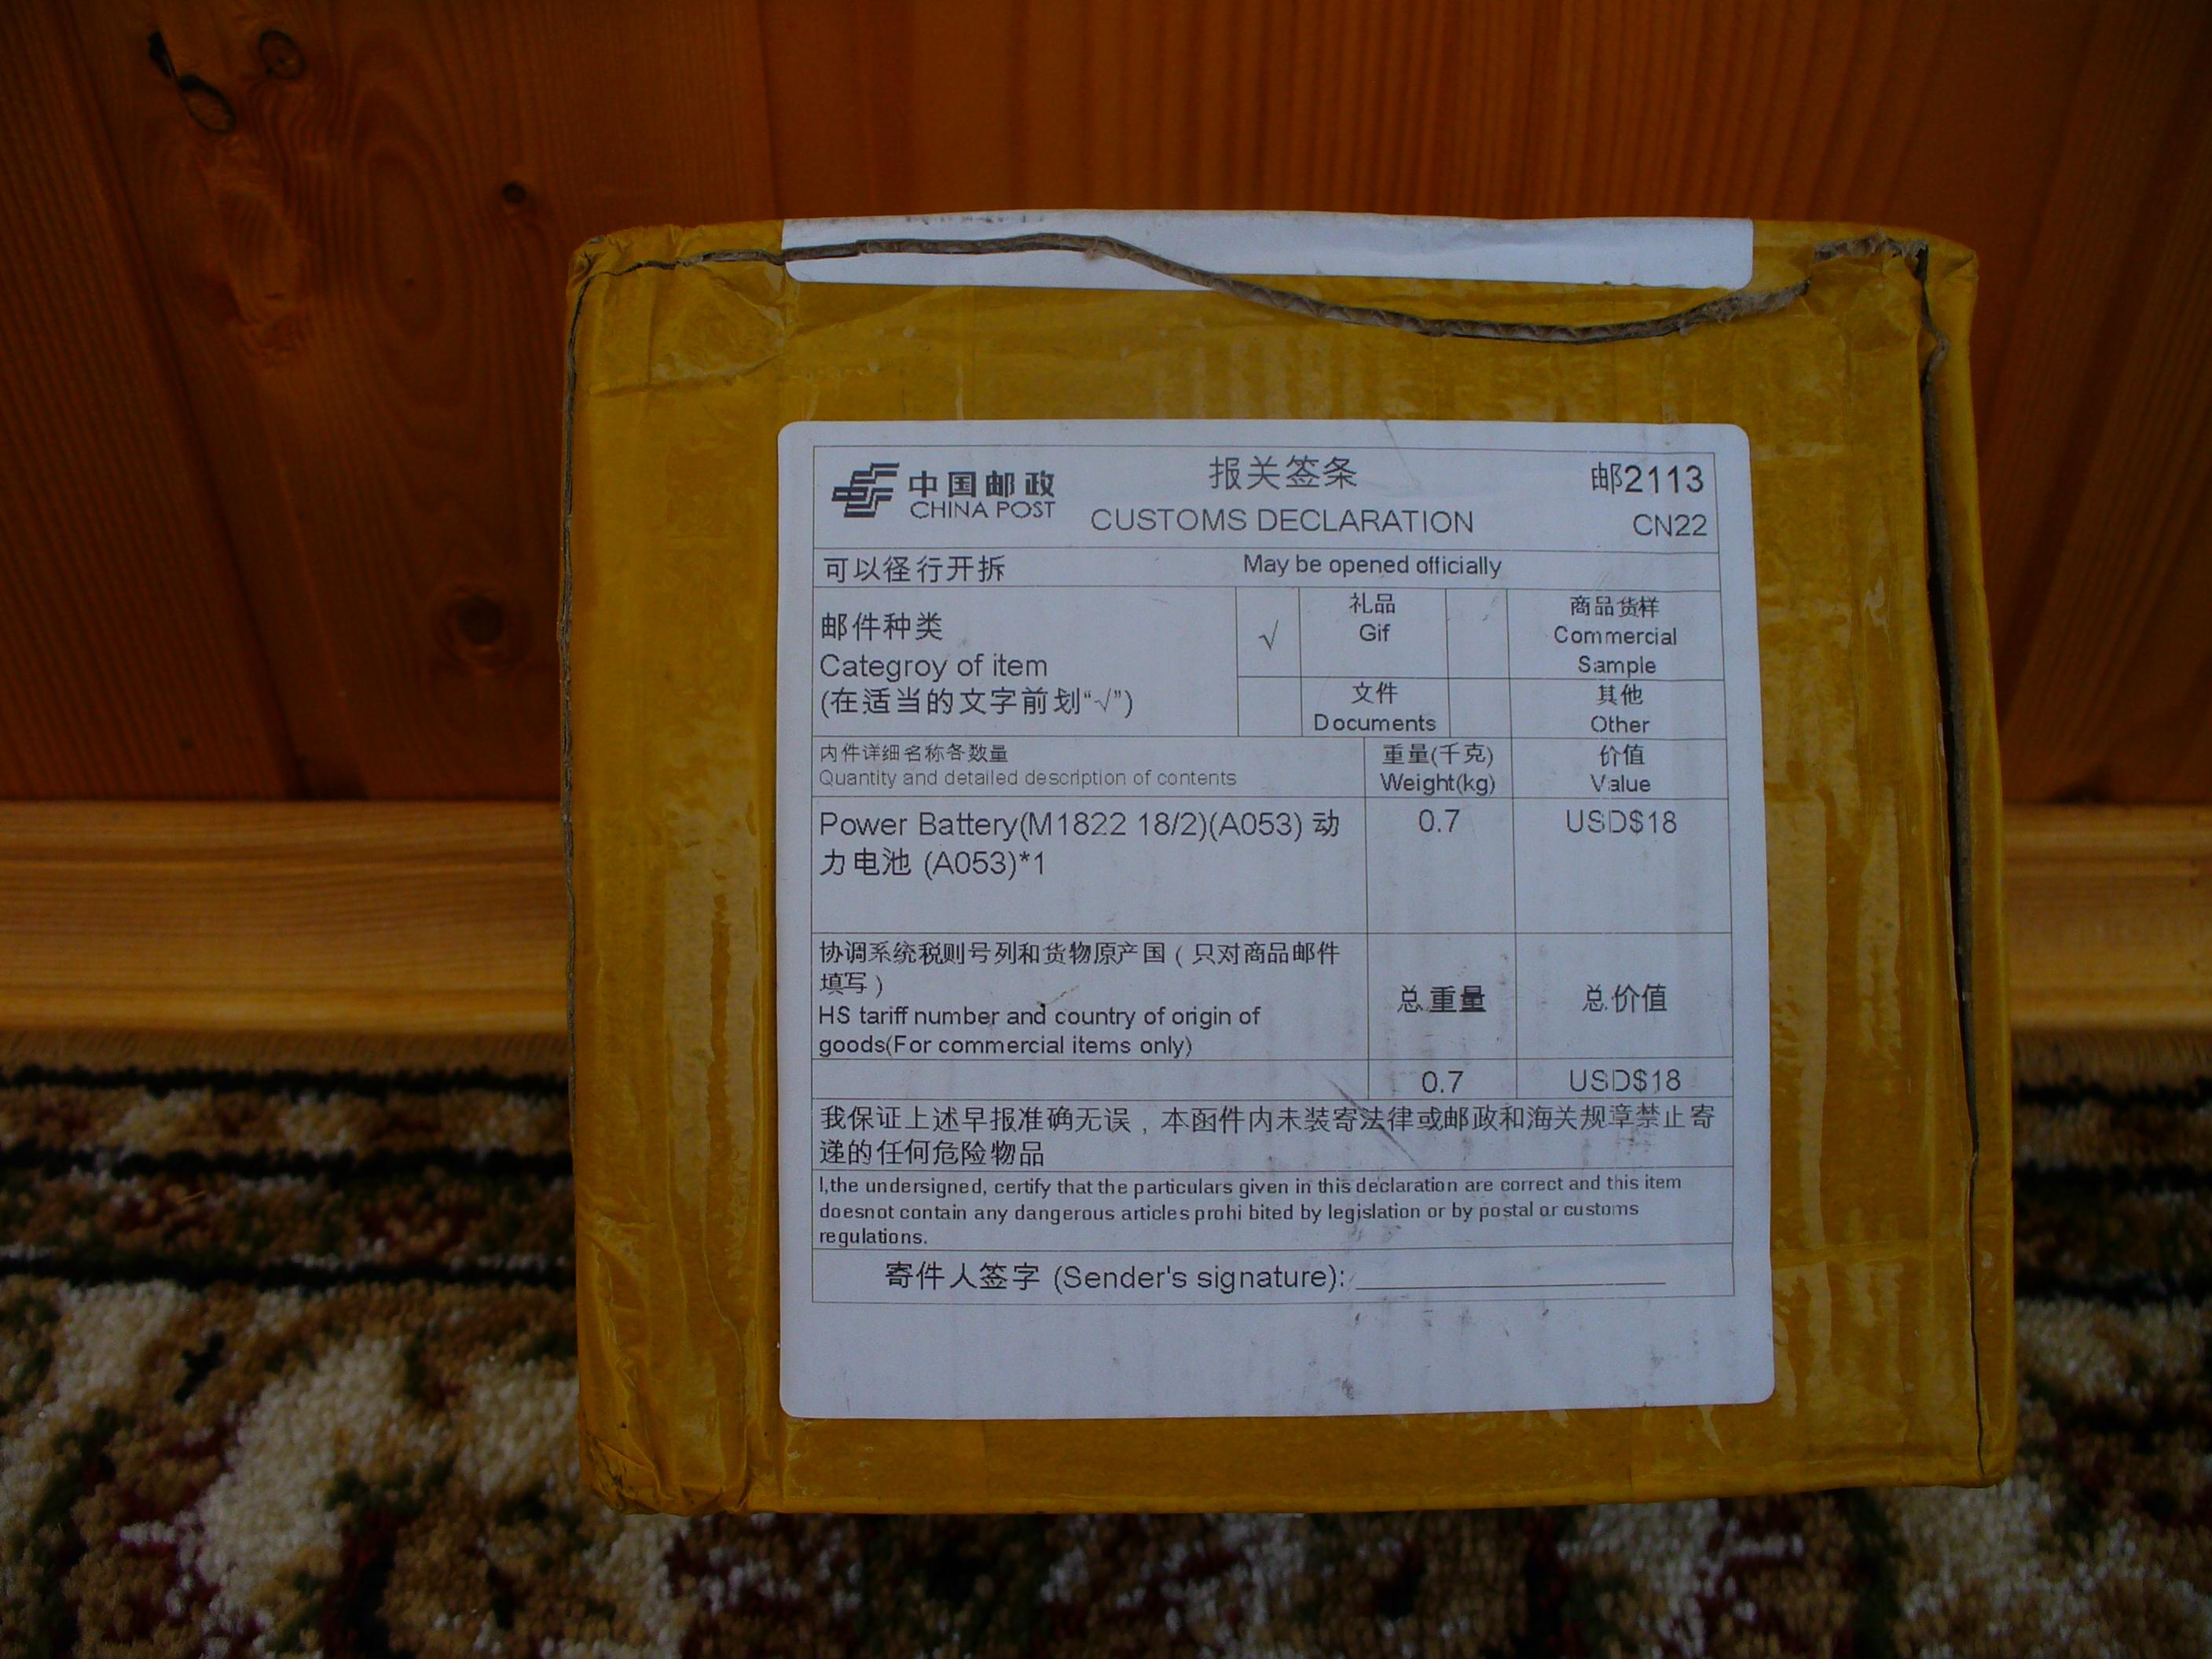 中国邮政
CHINA POST
报关签条
CUSTOMS DECLARATION
邮2113
CN22
可以径行开拆 May be opened officially
邮件种类
Categroy of item
(在适当的文字前划“√”)
√
礼品
Gif
商品货样
Commercial
Sample
文件
Documents
其他
Other
内件详细名称各数量
Quantity and detailed description of contents
重量(千克)
Weight(kg)
价值
Value
Power Battery(M1822 18/2)(A053) 动
力电池 (A053)*1
0.7
USD$18
协调系统税则号列和货物原产国（只对商品邮件
填写）
HS tariff number and country of origin of
goods(For commercial items only)
总重量
总价值
0.7
USD$18
我保证上述早报准确无误，本函件内未装寄法律或邮政和海关规章禁止寄
递的任何危险物品
I,the undersigned, certify that the particulars given in this declaration are correct and this item
doesnot contain any dangerous articles prohi bited by legislation or by postal or customs
regulations.
寄件人签字 (Sender's signature):